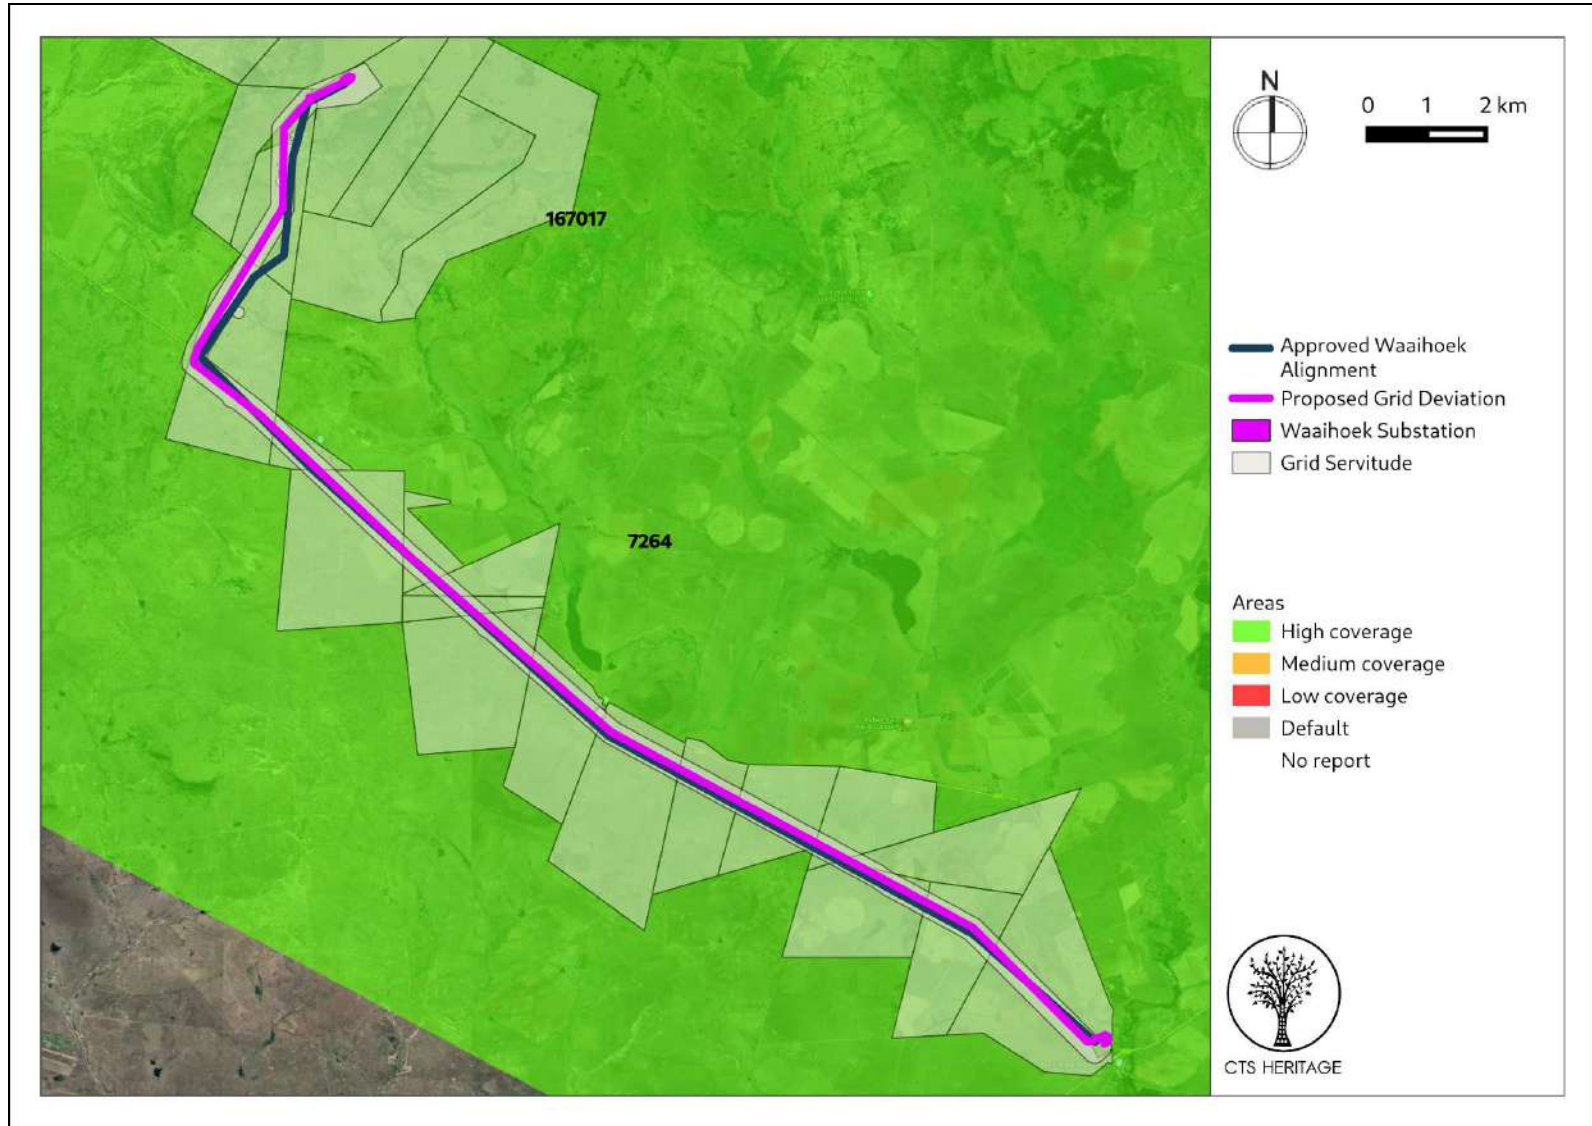 167017
7264
N
0 1 2 km
Approved Waaihoek
Alignment
Proposed Grid Deviation
Waaihoek Substation
Grid Servitude
Areas
High coverage
Medium coverage
Low coverage
Default
No report
CTS HERITAGE